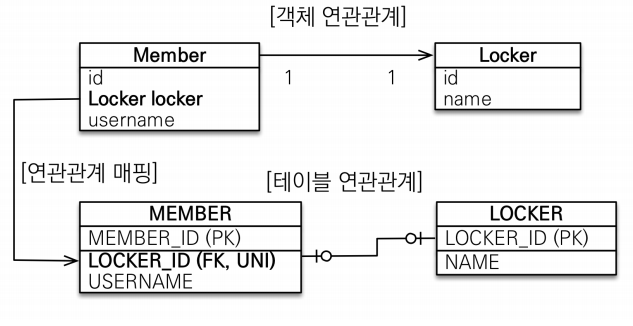 [객체 연관관계]
Member
id
Locker locker
username
1
1
Locker
id
name
[연관관계 매핑]
[테이블 연관관계]
MEMBER
MEMBER_ID (PK)
LOCKER_ID (FK, UNI)
USERNAME
LOCKER
LOCKER_ID (PK)
NAME